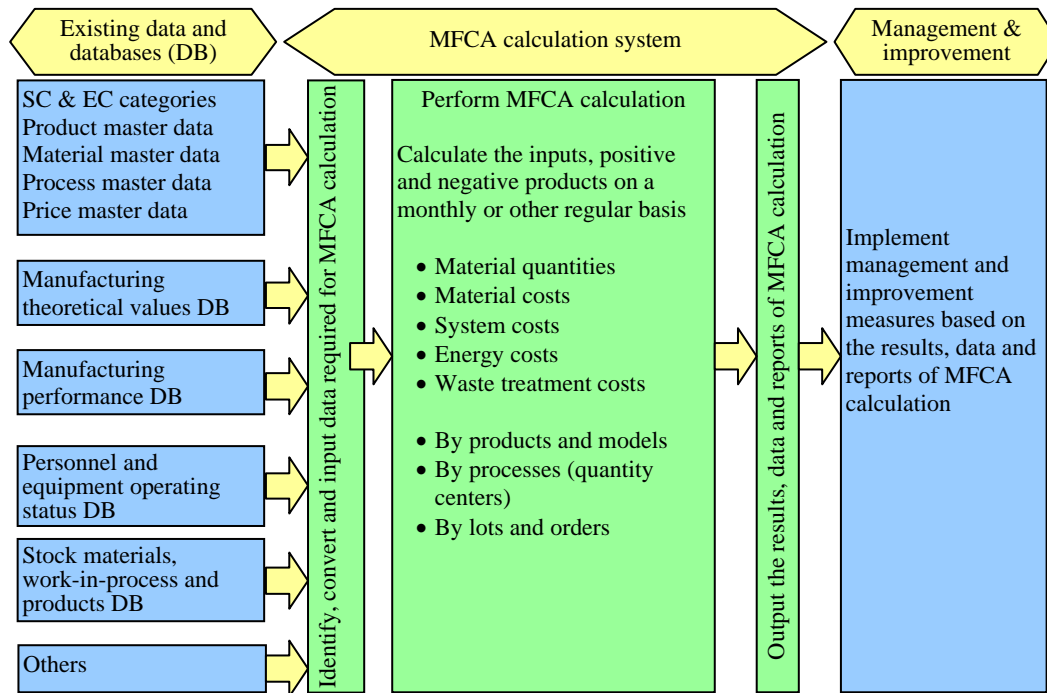 Existing data and
databases (DB)
MFCA calculation system
Management &
improvement
SC & EC categories
Product master data
Material master data
Process master data
Price master data
Manufacturing
theoretical values DB
Manufacturing
performance DB
Personnel and
equipment operating
status DB
Stock materials,
work-in-process and
products DB
Others
Identify, convert and input data required for MFCA calculation
Perform MFCA calculation
Calculate the inputs, positive
and negative products on a
monthly or other regular basis
• Material quantities
• Material costs
• System costs
• Energy costs
• Waste treatment costs
• By products and models
• By processes (quantity
centers)
• By lots and orders
Output the results, data and reports of MFCA calculation
Implement
management and
improvement
measures based on
the results, data and
reports of MFCA
calculation